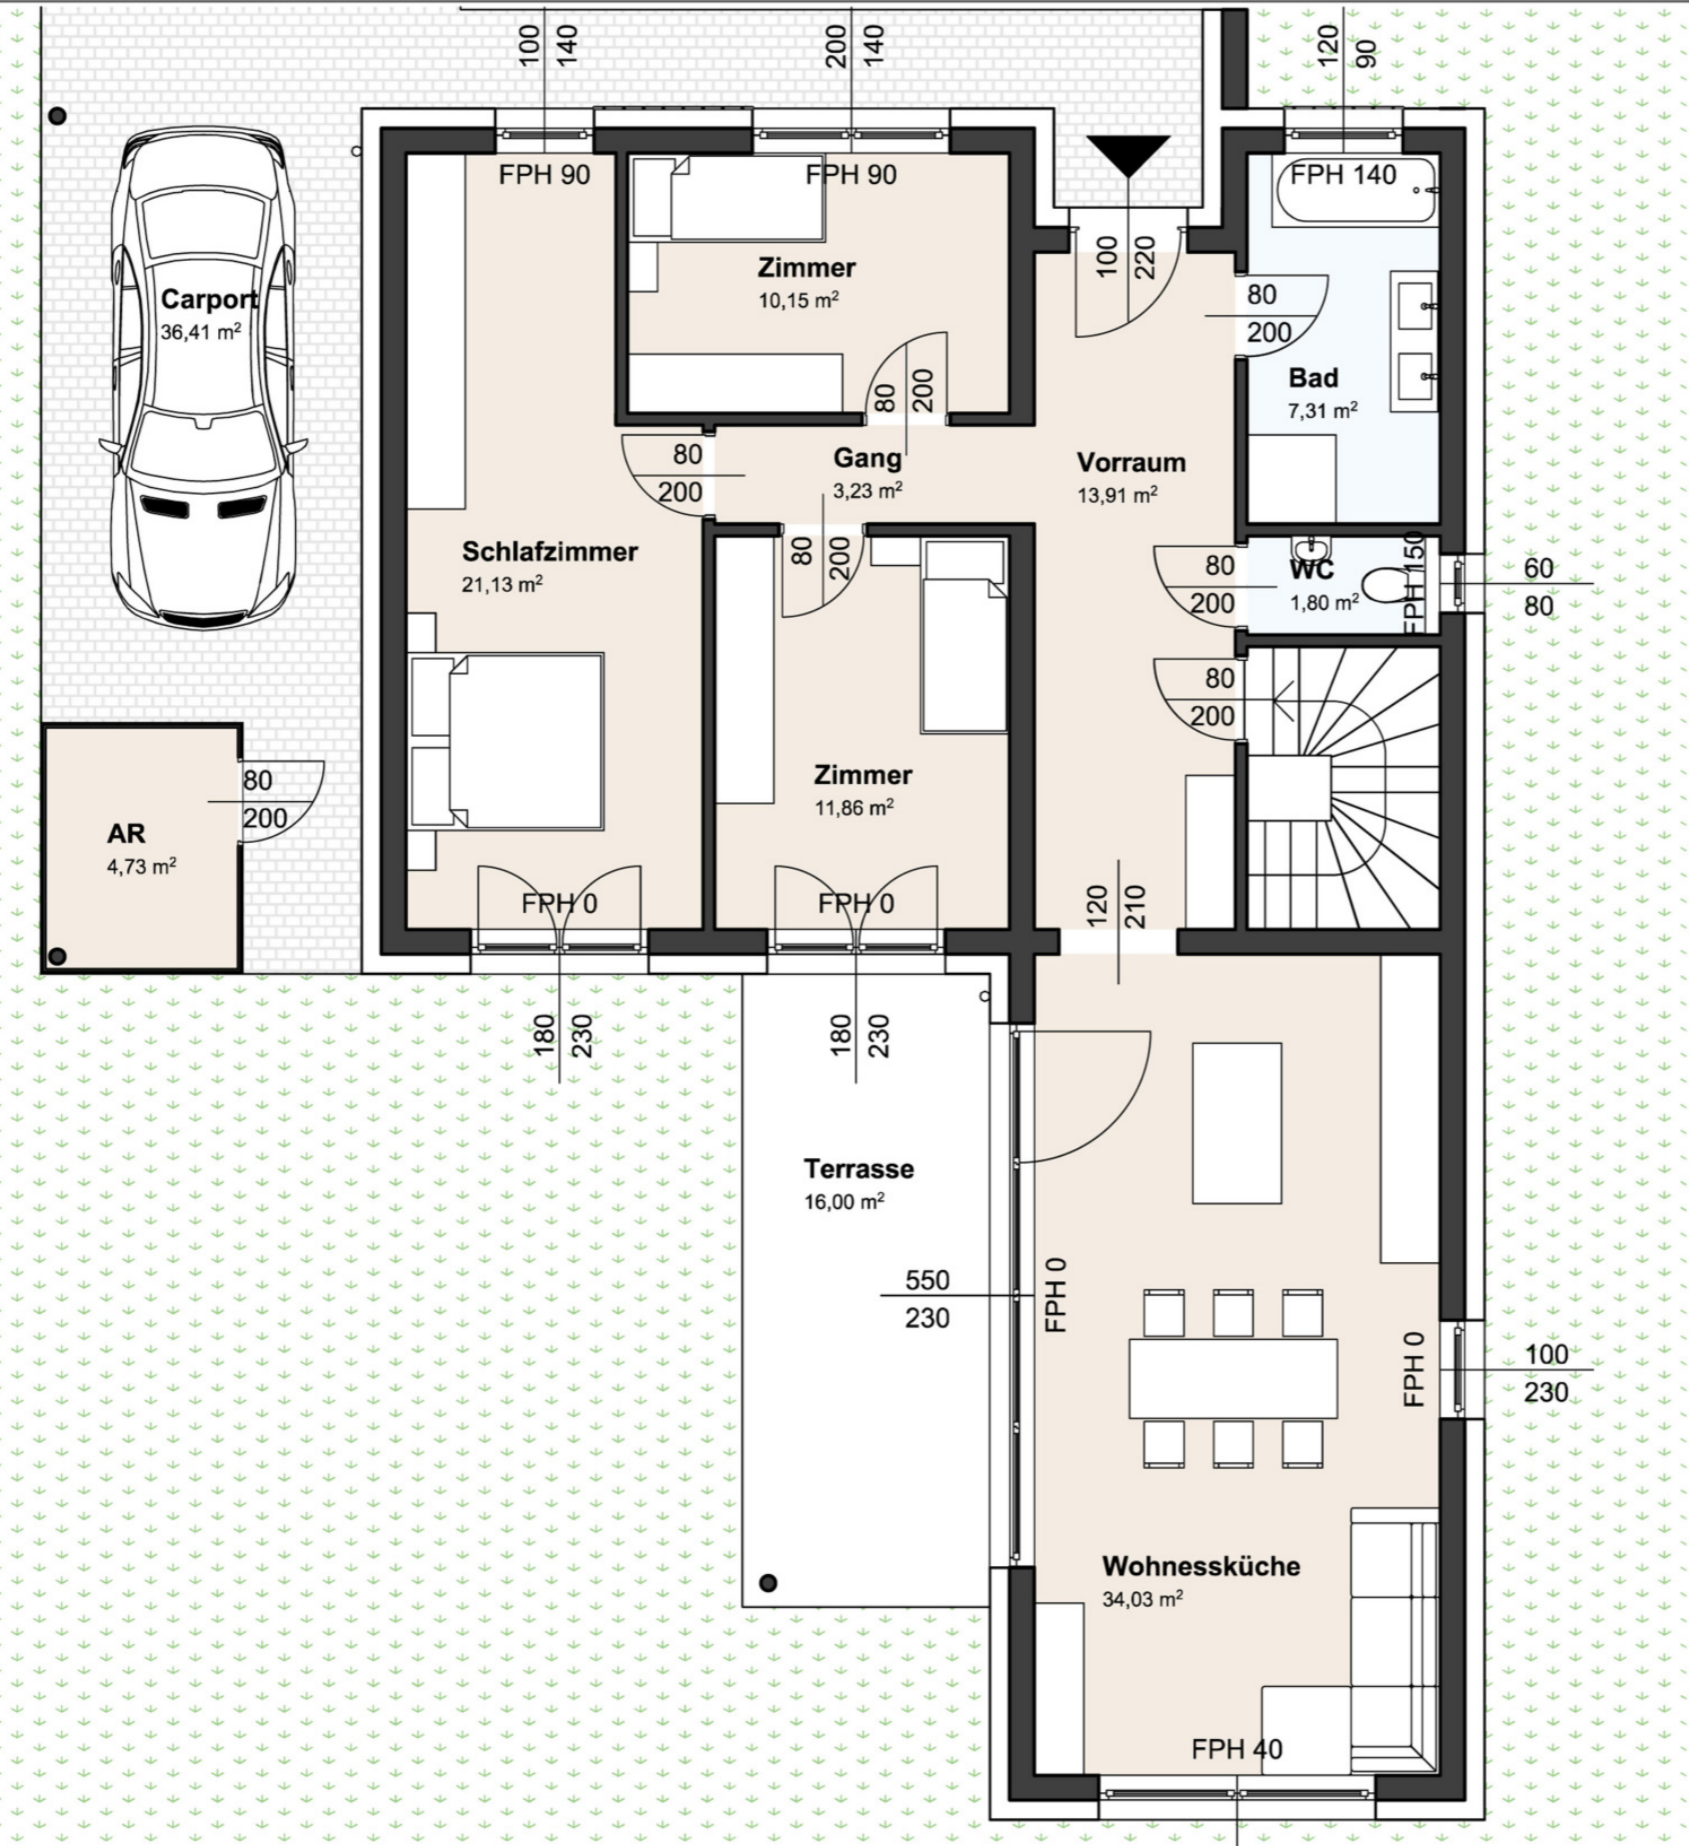 100
140
200
140
120
90
FPH 90
FPH 90
FPH 140
Zimmer
10,15 m²
100
220
80
200
Carport
36,41 m²
80
200
Bad
7,31 m²
80
200
Gang
3,23 m²
Vorraum
13,91 m²
Schlafzimmer
21,13 m²
80
200
80
200
WC
1,80 m²
FPH 150
60
80
80
200
80
200
AR
4,73 m²
Zimmer
11,86 m²
FPH 0
FPH 0
120
210
180
230
180
230
Terrasse
16,00 m²
550
230
FPH 0
FPH 0
100
230
Wohnessküche
34,03 m²
FPH 40